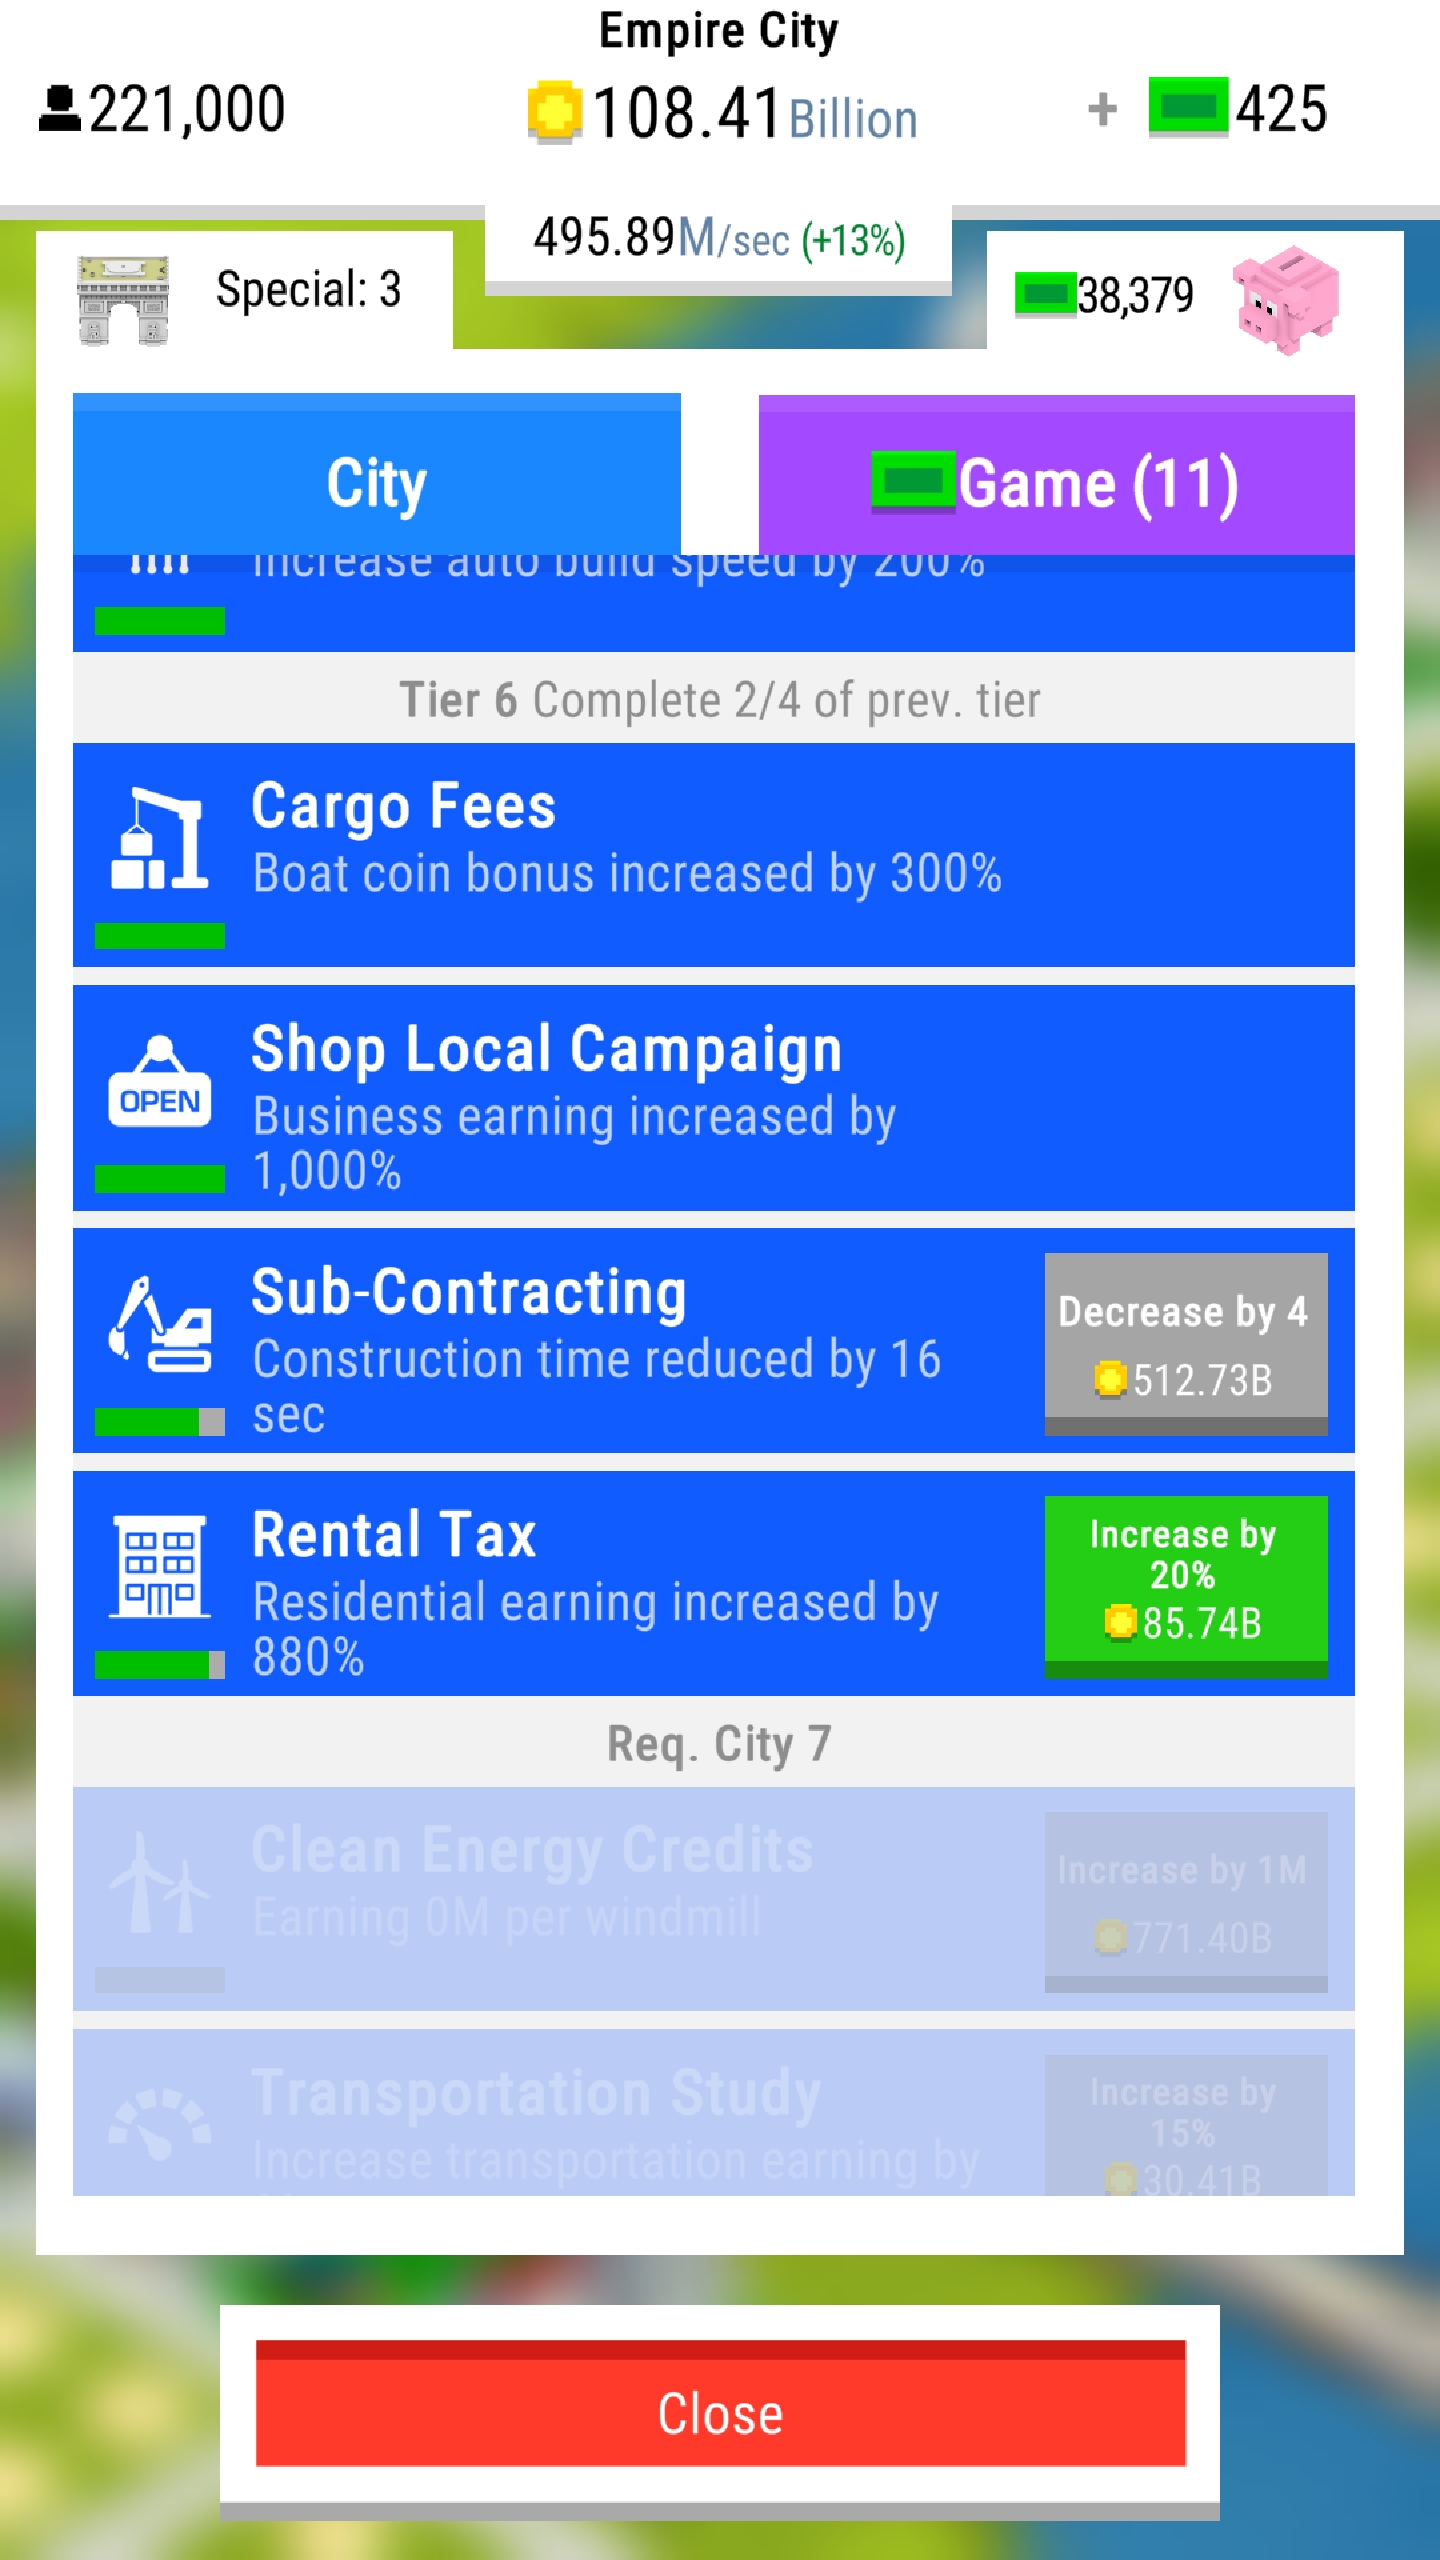 Empire City
221,000
108.41 Billion
+ 425
495.89M/sec (+13%)
Special: 3
38,379
City
Game (11)
Increase auto build speed by 200%
Tier 6 Complete 2/4 of prev. tier
Cargo Fees
Boat coin bonus increased by 300%
OPEN
Shop Local Campaign
Business earning increased by
1,000%
Sub-Contracting
Construction time reduced by 16
sec
Decrease by 4
512.73B
Rental Tax
Residential earning increased by
880%
Increase by
20%
85.74B
Req. City 7
Clean Energy Credits
Earning 0M per windmill
Increase by 1M
771.40B
Transportation Study
Increase transportation earning by
Increase by
15%
30.41B
Close